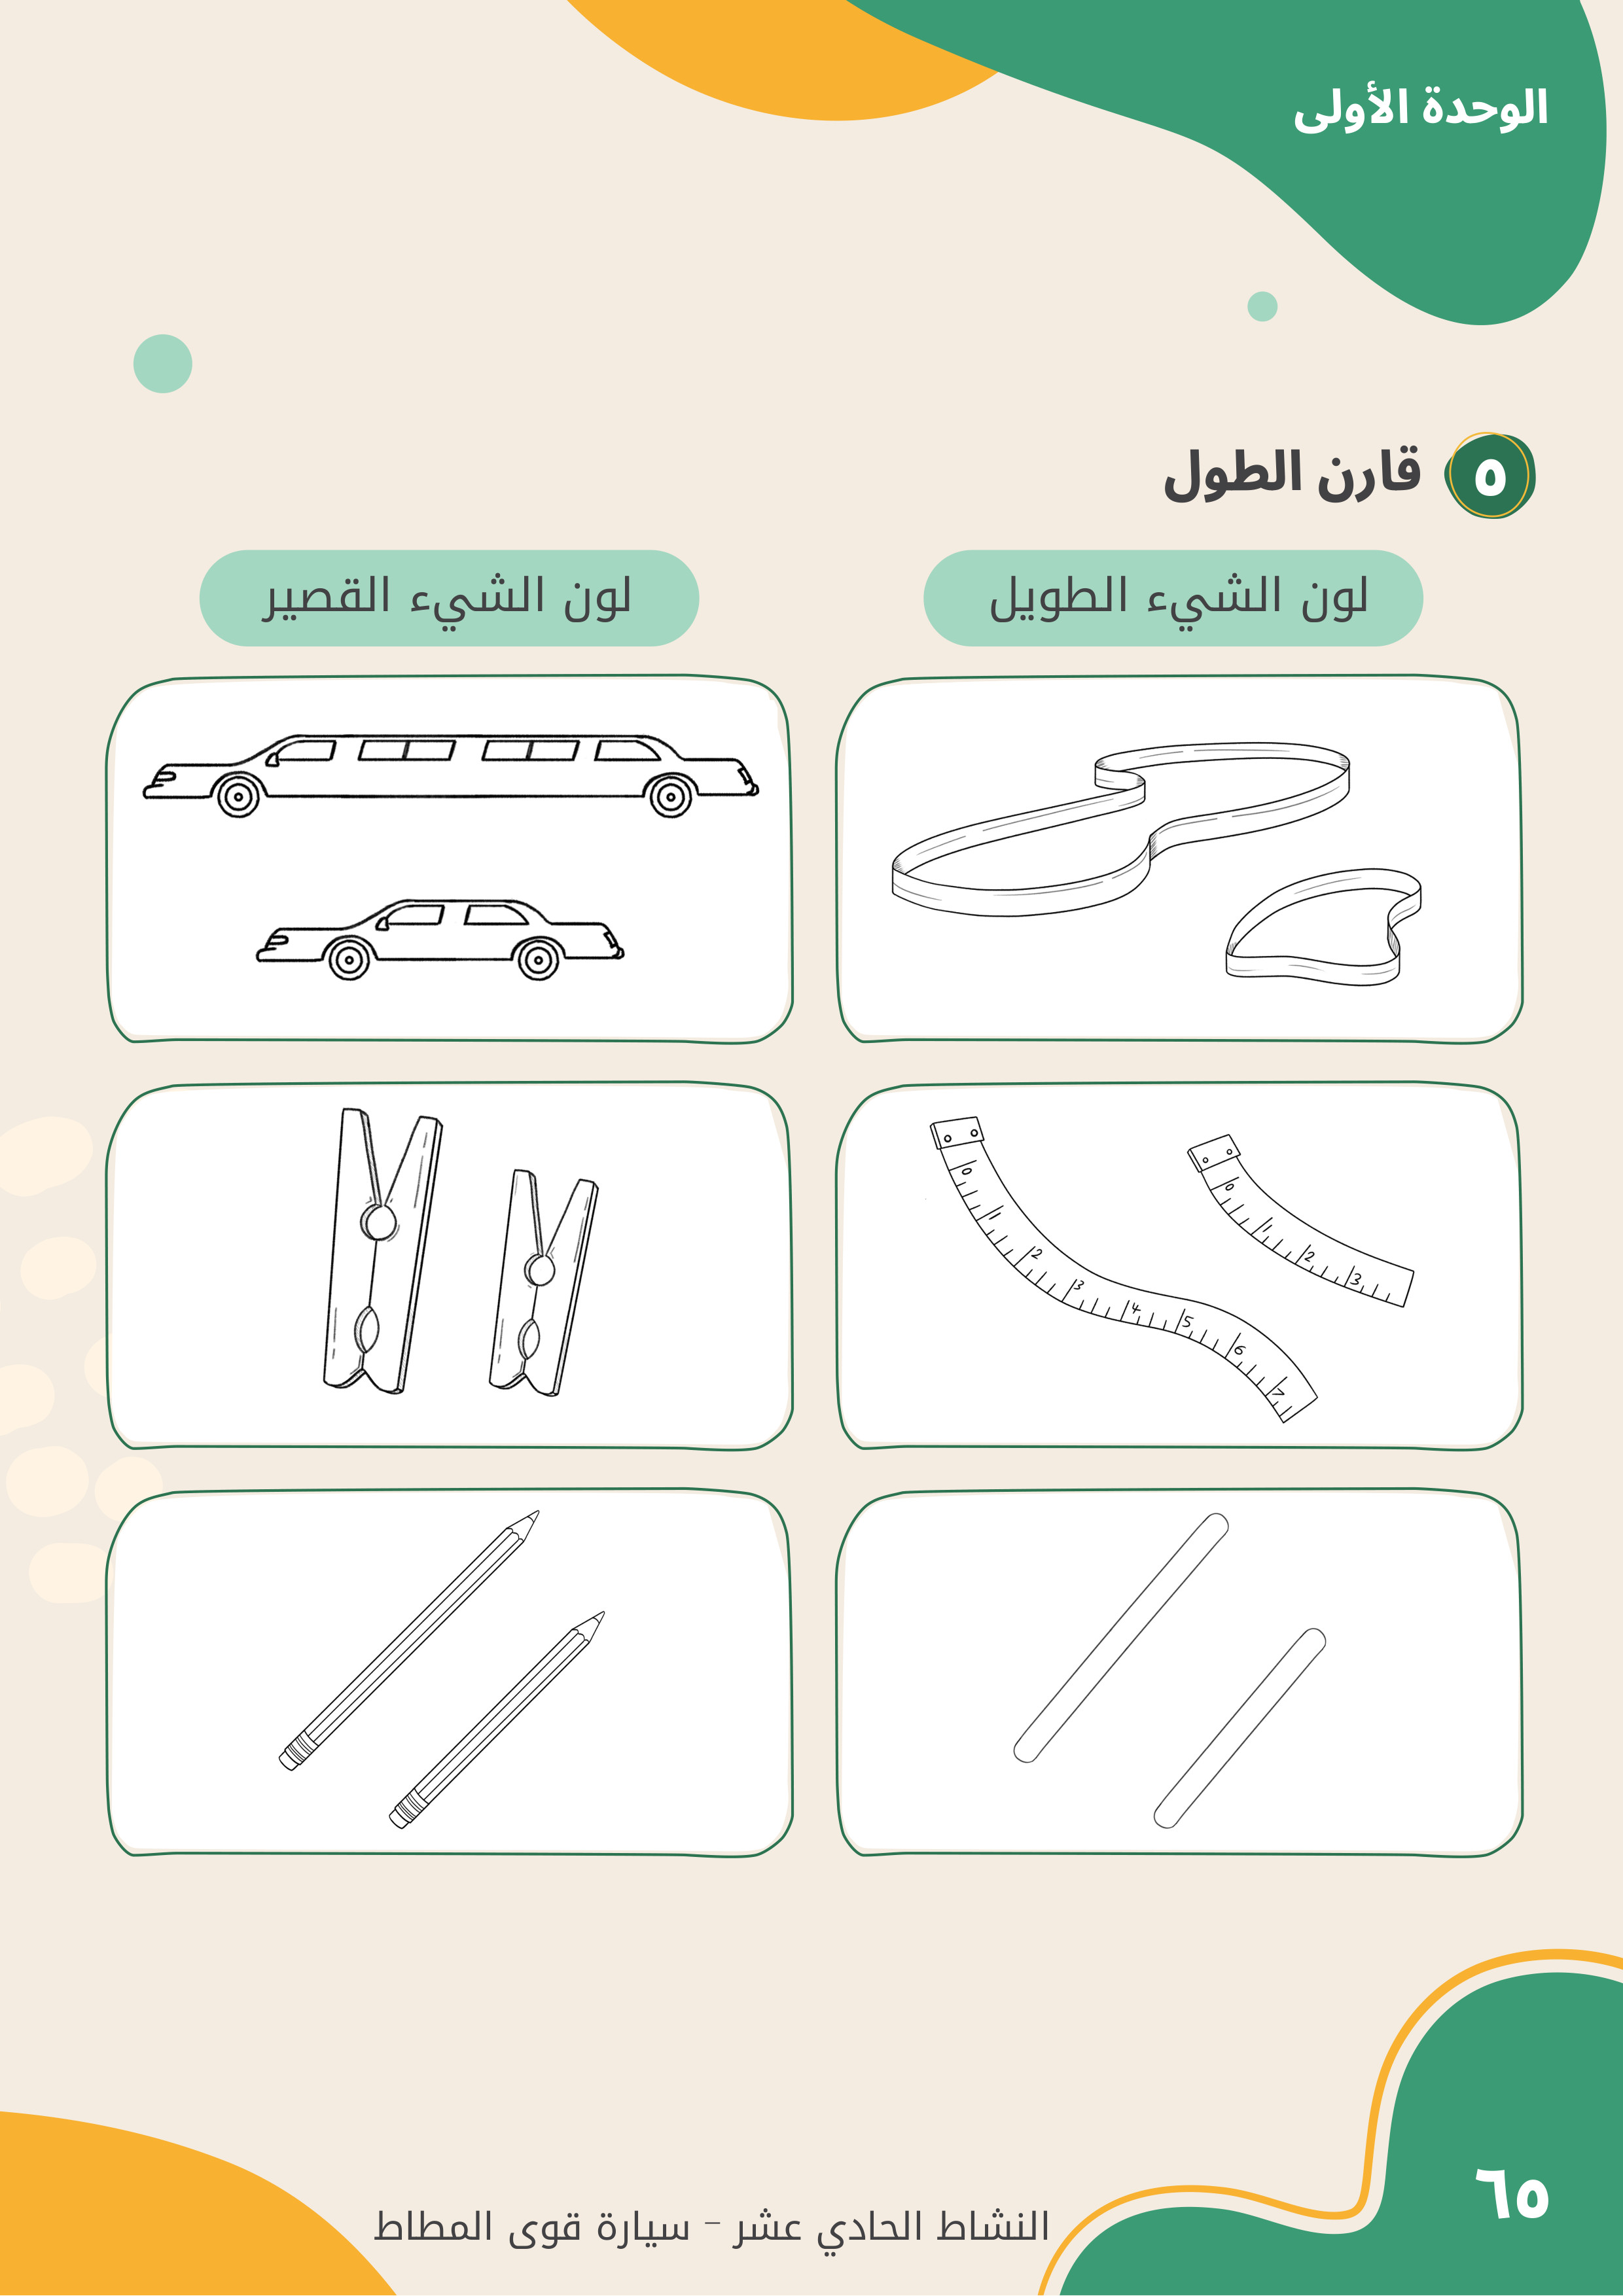 الوحدة الأولى
٥ قارن الطول
لون الشيء الطويل
لون الشيء القصير
0 1 2 3 4 5 6 7
0 1 2 3
النشاط الحادي عشر - سيارة قوى المطاط
٦٥